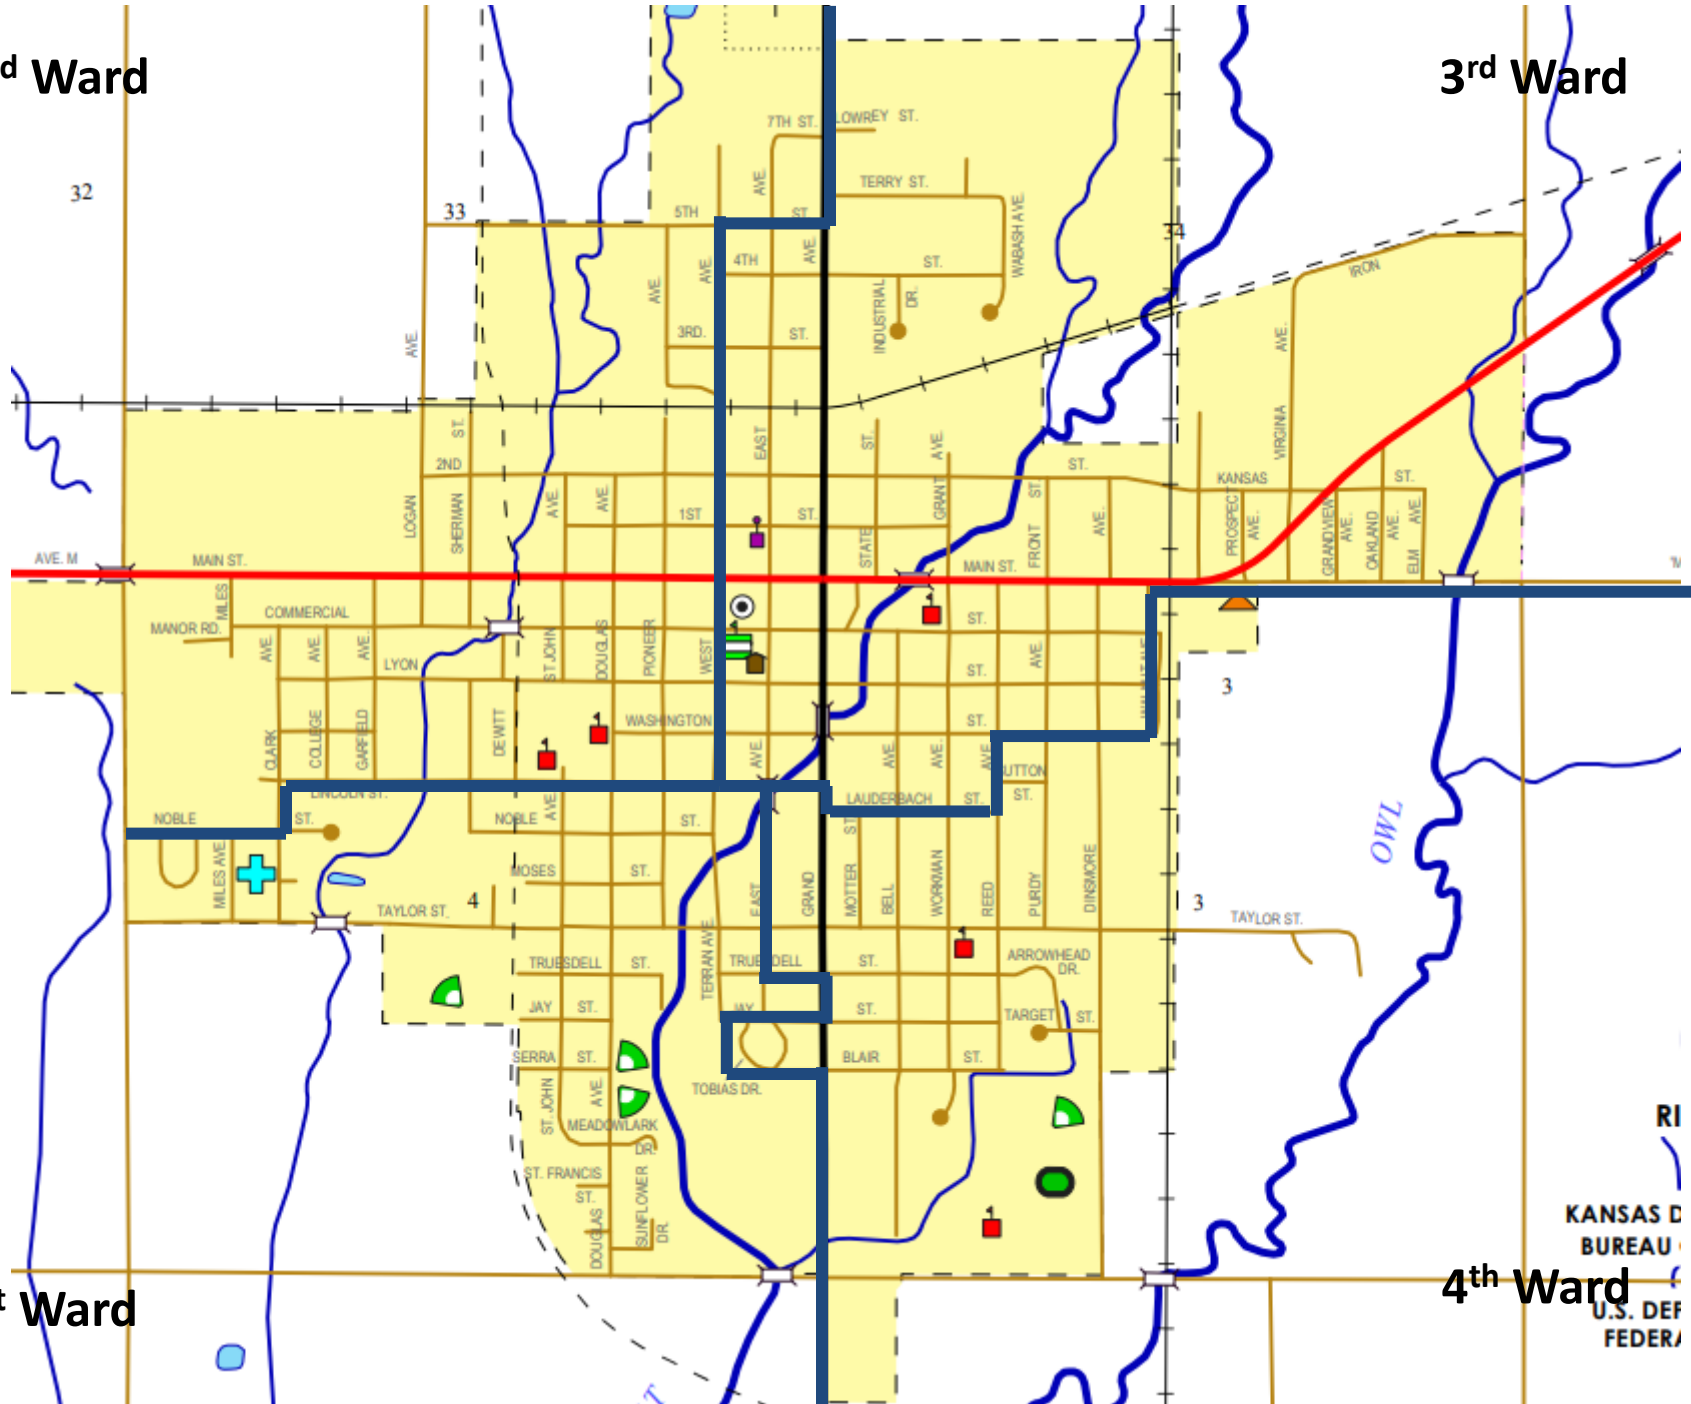 d Ward
3rd Ward
32
33
34
7TH ST.
LOWREY ST.
AVE.
TERRY ST.
WABASH AVE.
5TH
ST.
AVE.
AVE.
AVE.
4TH
ST.
INDUSTRIAL
DR.
IRON
AVE.
3RD.
ST.
AVE.
VIRGINIA
ST.
EAST
ST.
AVE.
2ND
ST.
KANSAS
ST.
LOGAN
SHERMAN
AVE.
AVE.
1ST
ST.
GRANT
ST.
FRONT
AVE.
PROSPECT
AVE.
GRANDVIEW
AVE.
OAKLAND
AVE.
ELM
AVE.
STATE
AVE. M
MAIN ST.
MAIN ST.
MILES
COMMERCIAL
ST.
MANOR RD.
AVE.
AVE.
AVE.
LYON
ST JOHN
DOUGLAS
PIONEER
WEST
ST.
AVE.
3
CLARK
COLLEGE
GARFIELD
DEWITT
WASHINGTON
AVE.
ST.
AVE.
AVE.
AVE.
SUTTON
ST.
LINCOLN ST.
LAUDERBACH
ST.
NOBLE
ST.
NOBLE
AVE.
ST.
ST.
OWL
MILES AVE.
MOSES
ST.
EAST
GRAND
MOTTER
BELL
WORKMAN
REED
PURDY
DINSMORE
4
3
TAYLOR ST.
TAYLOR ST.
TERRAN AVE.
TRUESDELL
ST.
TRUESDELL
ST.
ARROWHEAD
DR.
JAY
ST.
JAY
ST.
TARGET
ST.
SERRA
ST.
BLAIR
ST.
ST. JOHN
AVE.
TOBIAS DR.
MEADOWLARK
DR.
RI
ST. FRANCIS
ST.
DOUGLAS
SUNFLOWER
DR.
KANSAS D
BUREAU
t Ward
4th Ward
U.S. DEF
FEDERA